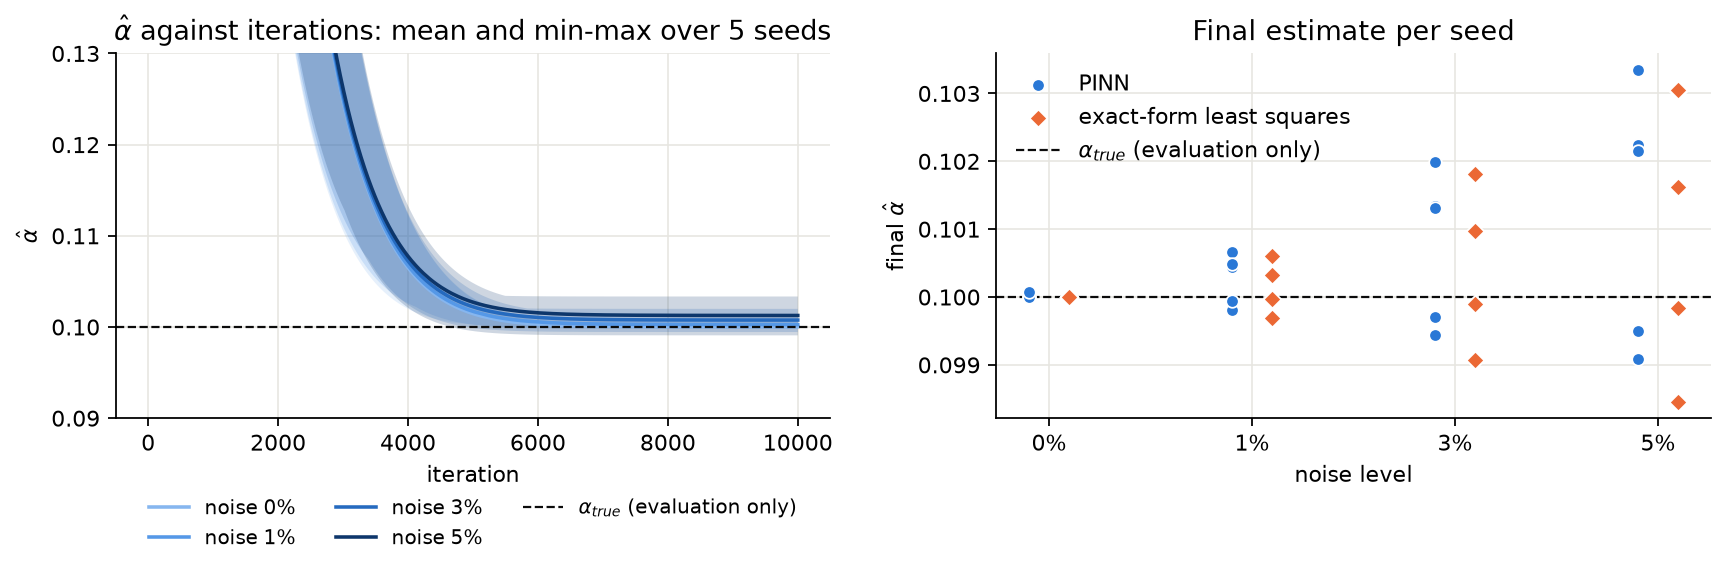 α̂ against iterations: mean and min-max over 5 seeds
0.13
0.12
0.11
0.10
0.09
α̂
0 2000 4000 6000 8000 10000
iteration
noise 0% noise 3% α_true (evaluation only)
noise 1% noise 5%
Final estimate per seed
PINN
exact-form least squares
α_true (evaluation only)
0.103
0.102
0.101
0.100
0.099
final α̂
0% 1% 3% 5%
noise level